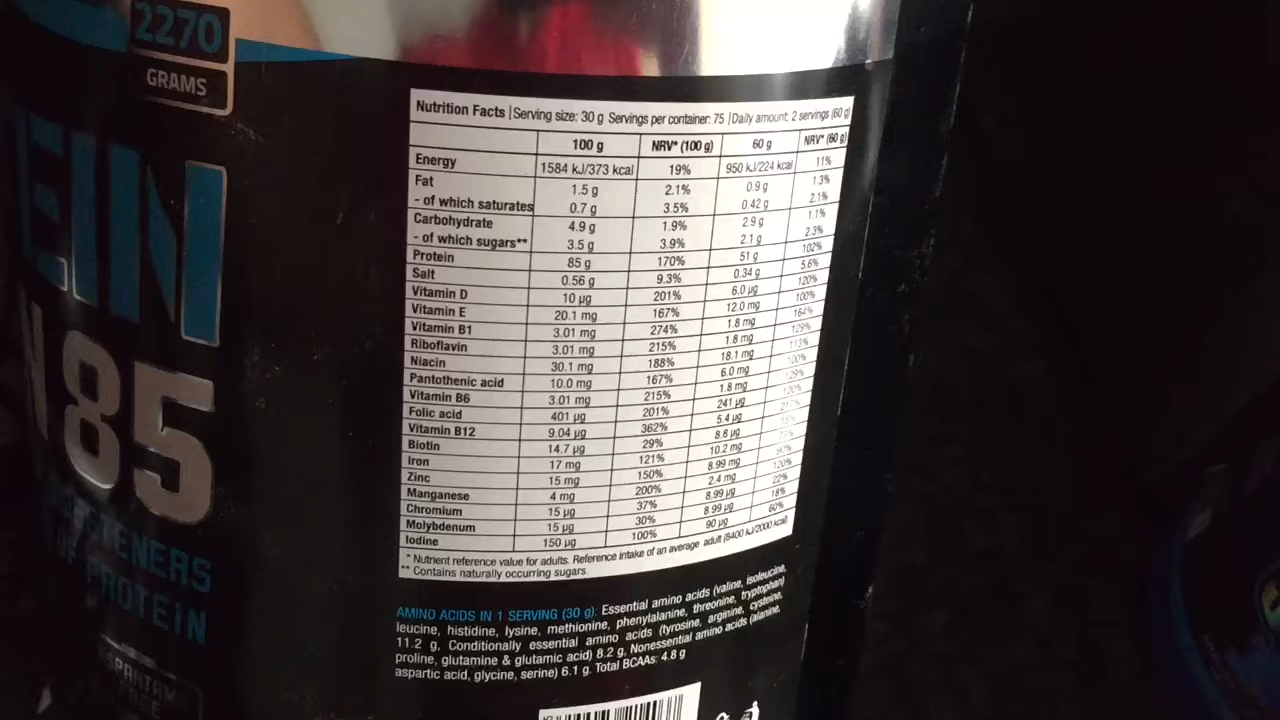 2270
GRAMS
EIN
85
ENERS
OF PROTEIN
Nutrition Facts | Serving size: 30 g Servings per container: 75 | Daily amount: 2 servings (60 g)
100 g NRV* (100 g) 60 g NRV* (60 g)
Energy 1584 kJ/373 kcal 19% 950 kJ/224 kcal 11%
Fat 1.5 g 2.1% 0.9 g 1.3%
- of which saturates 0.7 g 3.5% 0.42 g 2.1%
Carbohydrate 4.9 g 1.9% 2.9 g 1.1%
- of which sugars** 3.5 g 3.9% 2.1 g 2.3%
Protein 85 g 170% 51 g 102%
Salt 0.56 g 9.3% 0.34 g 5.6%
Vitamin D 10 µg 201% 6.0 µg 120%
Vitamin E 20.1 mg 167% 12.0 mg 100%
Vitamin B1 3.01 mg 274% 1.8 mg 164%
Riboflavin 3.01 mg 215% 1.8 mg 129%
Niacin 30.1 mg 188% 18.1 mg 113%
Pantothenic acid 10.0 mg 167% 6.0 mg 100%
Vitamin B6 3.01 mg 215% 1.8 mg 129%
Folic acid 401 µg 201% 241 µg 120%
Vitamin B12 9.04 µg 362% 5.4 µg 217%
Biotin 14.7 µg 29% 8.8 µg
Iron 17 mg 121% 10.2 mg
Zinc 15 mg 150% 8.99 mg 90%
Manganese 4 mg 200% 2.4 mg 120%
Chromium 15 µg 37% 8.99 µg 22%
Molybdenum 15 µg 30% 8.99 µg 18%
Iodine 150 µg 100% 90 µg 60%
* Nutrient reference value for adults. Reference intake of an average adult (8400 kJ/2000 kcal)
** Contains naturally occurring sugars.
AMINO ACIDS IN 1 SERVING (30 g): Essential amino acids (valine, isoleucine,
leucine, histidine, lysine, methionine, phenylalanine, threonine, tryptophan)
11.2 g, Conditionally essential amino acids (tyrosine, arginine, cysteine,
proline, glutamine & glutamic acid) 8.2 g, Nonessential amino acids (alanine,
aspartic acid, glycine, serine) 6.1 g. Total BCAAs: 4.8 g